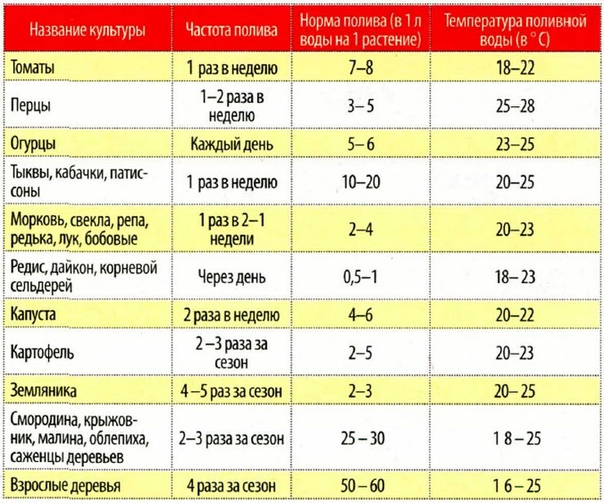 Название культуры
Частота полива
Норма полива (в 1 л
воды на 1 растение)
Температура поливной
воды (в ° С)
Томаты
1 раз в неделю
7–8
18–22
Перцы
1–2 раза в
неделю
3–5
25–28
Огурцы
Каждый день
5–6
23–25
Тыквы, кабачки, патис-
соны
1 раз в неделю
10–20
20–25
Морковь, свекла, репа,
редька, лук, бобовые
1 раз в 2–1
недели
2–4
20–23
Редис, дайкон, корневой
сельдерей
Через день
0,5–1
18–23
Капуста
2 раза в неделю
4–6
20–22
Картофель
2 –3 раза за
сезон
2–5
20–23
Земляника
4 –5 раз за сезон
2–3
20– 25
Смородина, крыжов-
ник, малина, облепиха,
саженцы деревьев
2–3 раза за сезон
25 – 30
1 8 – 25
Взрослые деревья
4 раза за сезон
50 – 60
1 6 – 25